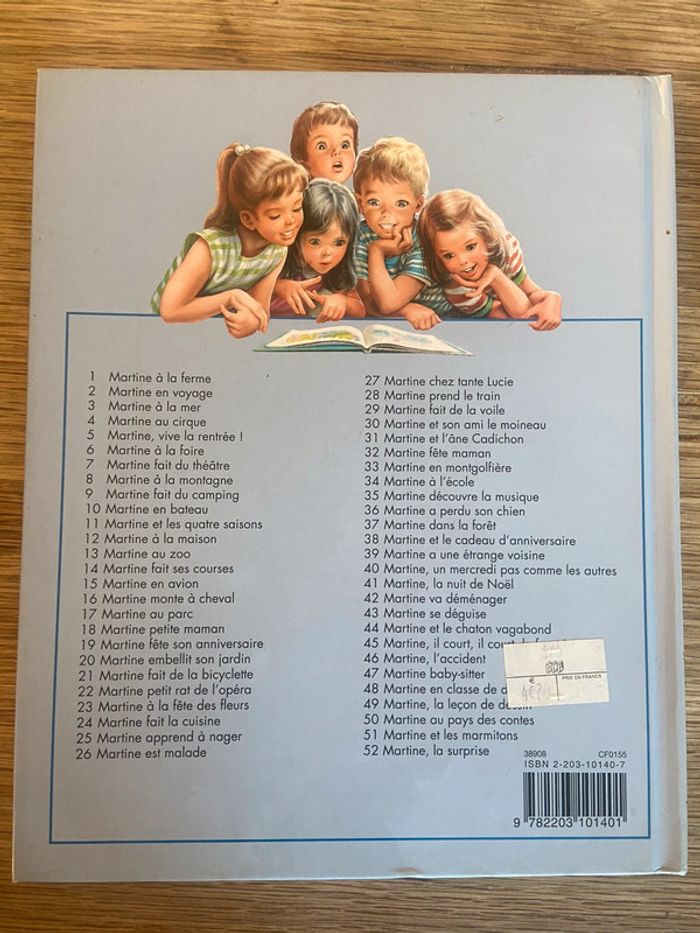 1 Martine à la ferme
2 Martine en voyage
3 Martine à la mer
4 Martine au cirque
5 Martine, vive la rentrée !
6 Martine à la foire
7 Martine fait du théâtre
8 Martine à la montagne
9 Martine fait du camping
10 Martine en bateau
11 Martine et les quatre saisons
12 Martine à la maison
13 Martine au zoo
14 Martine fait ses courses
15 Martine en avion
16 Martine monte à cheval
17 Martine au parc
18 Martine petite maman
19 Martine fête son anniversaire
20 Martine embellit son jardin
21 Martine fait de la bicyclette
22 Martine petit rat de l'opéra
23 Martine à la fête des fleurs
24 Martine fait la cuisine
25 Martine apprend à nager
26 Martine est malade
27 Martine chez tante Lucie
28 Martine prend le train
29 Martine fait de la voile
30 Martine et son ami le moineau
31 Martine et l'âne Cadichon
32 Martine fête maman
33 Martine en montgolfière
34 Martine à l'école
35 Martine découvre la musique
36 Martine a perdu son chien
37 Martine dans la forêt
38 Martine et le cadeau d'anniversaire
39 Martine a une étrange voisine
40 Martine, un mercredi pas comme les autres
41 Martine, la nuit de Noël
42 Martine va déménager
43 Martine se déguise
44 Martine et le chaton vagabond
45 Martine, il court, il court
46 Martine, l'accident
47 Martine baby-sitter
48 Martine en classe de
49 Martine, la leçon de
50 Martine au pays des contes
51 Martine et les marmitons
52 Martine, la surprise
€
PRIX EN FRANCS
38908 CF0155
ISBN 2-203-10140-7
9 782203 101401